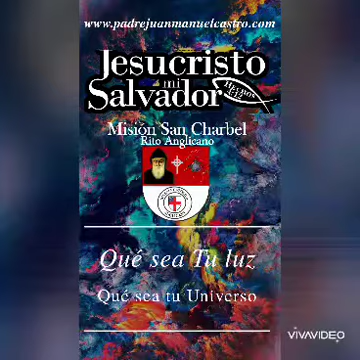 www.padrejuanmanuelcastro.com
Jesucristo
mi
Salvador
HECHOS
Misión San Charbel
Rito Anglicano
Qué sea Tu luz
Qué sea tu Universo
VIVAVIDEO